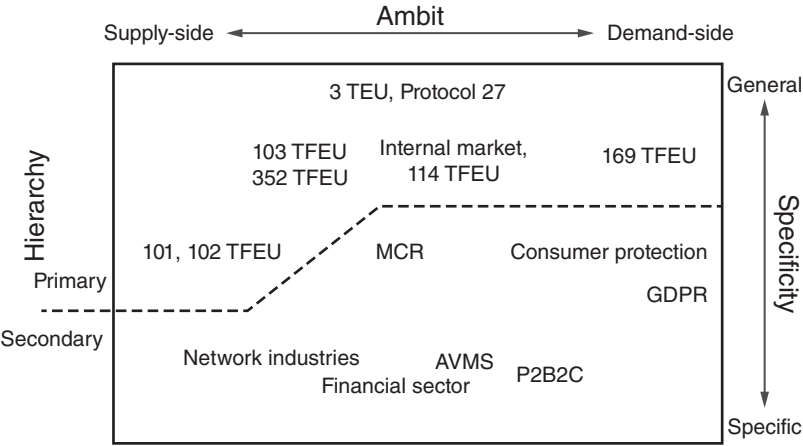 Ambit
Supply-side Demand-side
3 TEU, Protocol 27
General
103 TFEU
352 TFEU
Internal market,
114 TFEU
169 TFEU
Hierarchy
Specificity
101, 102 TFEU
MCR
Consumer protection
Primary
GDPR
Secondary
Network industries
AVMS
P2B2C
Financial sector
Specific